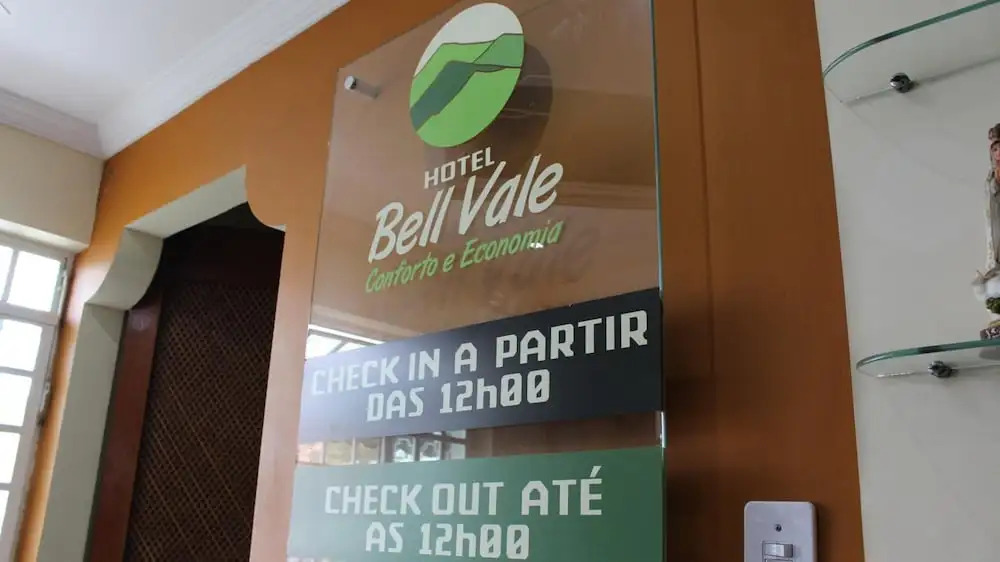 HOTEL
Bell Vale
Conforto e Economia
CHECK IN A PARTIR
DAS 12h00
CHECK OUT ATÉ
AS 12h00